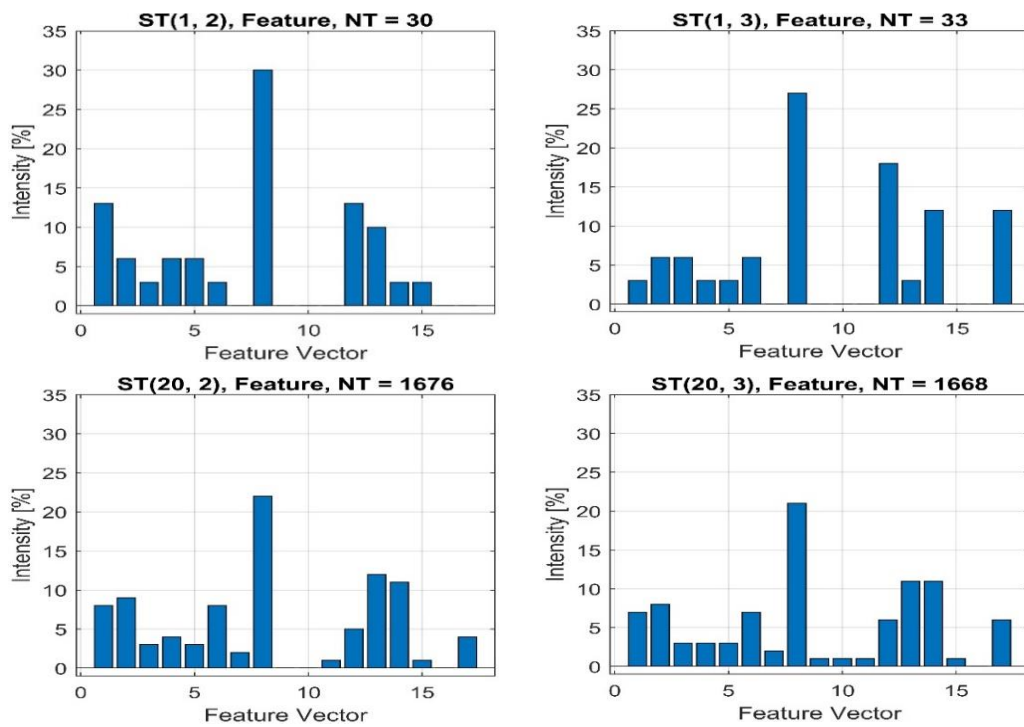 ST(1, 2), Feature, NT = 30
35
30
25
20
15
10
5
0
Intensity [%]
0 5 10 15
Feature Vector
ST(1, 3), Feature, NT = 33
35
30
25
20
15
10
5
0
Intensity [%]
0 5 10 15
Feature Vector
ST(20, 2), Feature, NT = 1676
35
30
25
20
15
10
5
0
Intensity [%]
0 5 10 15
Feature Vector
ST(20, 3), Feature, NT = 1668
35
30
25
20
15
10
5
0
Intensity [%]
0 5 10 15
Feature Vector